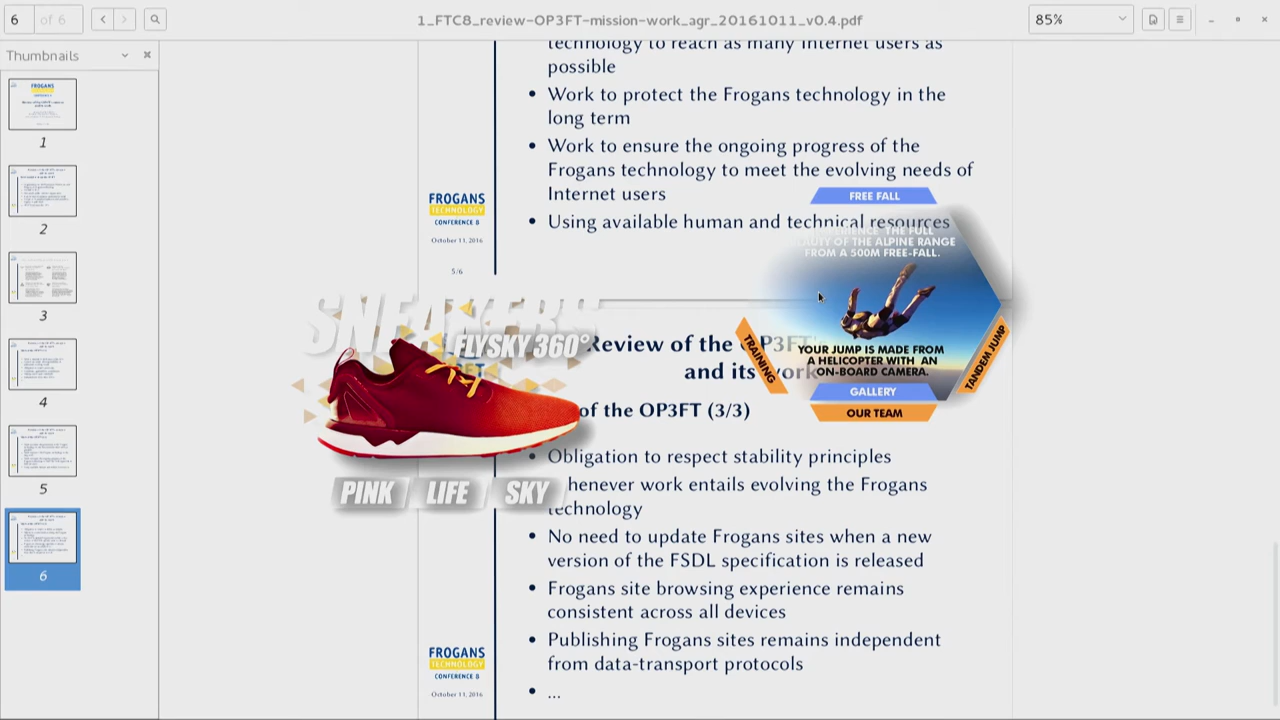 6 of 6
1_FTC8_review-OP3FT-mission-work_agr_20161011_v0.4.pdf
85%
Thumbnails
1
2
3
4
5
6
technology to reach as many Internet users as
possible
• Work to protect the Frogans technology in the
long term
• Work to ensure the ongoing progress of the
Frogans technology to meet the evolving needs of
Internet users
• Using available human and technical resources
FROGANS
TECHNOLOGY
CONFERENCE 8
October 11, 2016
5/6
FREE FALL
THE FULL
OF THE ALPINE RANGE
FROM A 500M FREE-FALL.
YOUR JUMP IS MADE FROM
A HELICOPTER WITH AN
ON-BOARD CAMERA.
TRAINING
TANDEM JUMP
GALLERY
OUR TEAM
SNEAKERS
FLYSKY 360°
PINK LIFE SKY
Review of the
and its work
of the OP3FT (3/3)
• Obligation to respect stability principles
henever work entails evolving the Frogans
technology
• No need to update Frogans sites when a new
version of the FSDL specification is released
• Frogans site browsing experience remains
consistent across all devices
• Publishing Frogans sites remains independent
from data-transport protocols
• ...
FROGANS
TECHNOLOGY
CONFERENCE 8
October 11, 2016